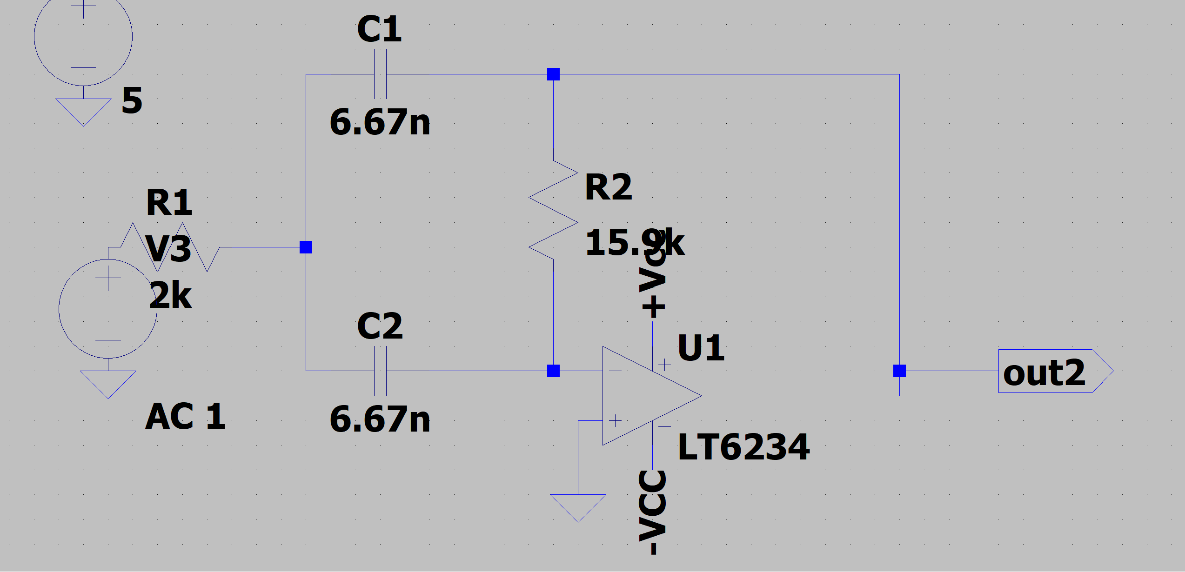 C1
6.67n
5
R1
V3
2k
R2
15.9k
+Vcc
C2
6.67n
U1
out2
AC 1
LT6234
-VCC